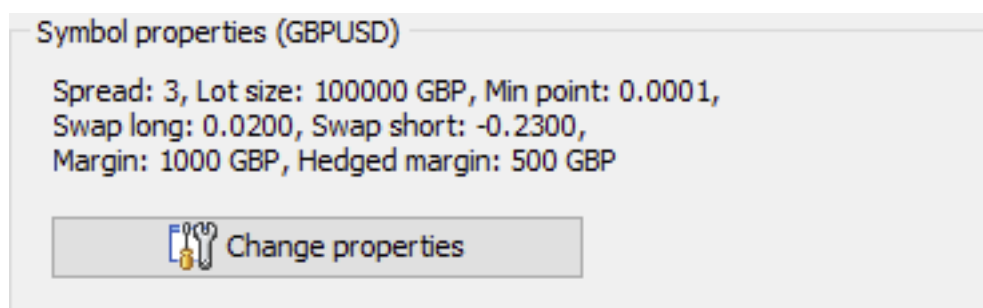 Symbol properties (GBPUSD)
Spread: 3, Lot size: 100000 GBP, Min point: 0.0001,
Swap long: 0.0200, Swap short: -0.2300,
Margin: 1000 GBP, Hedged margin: 500 GBP
Change properties